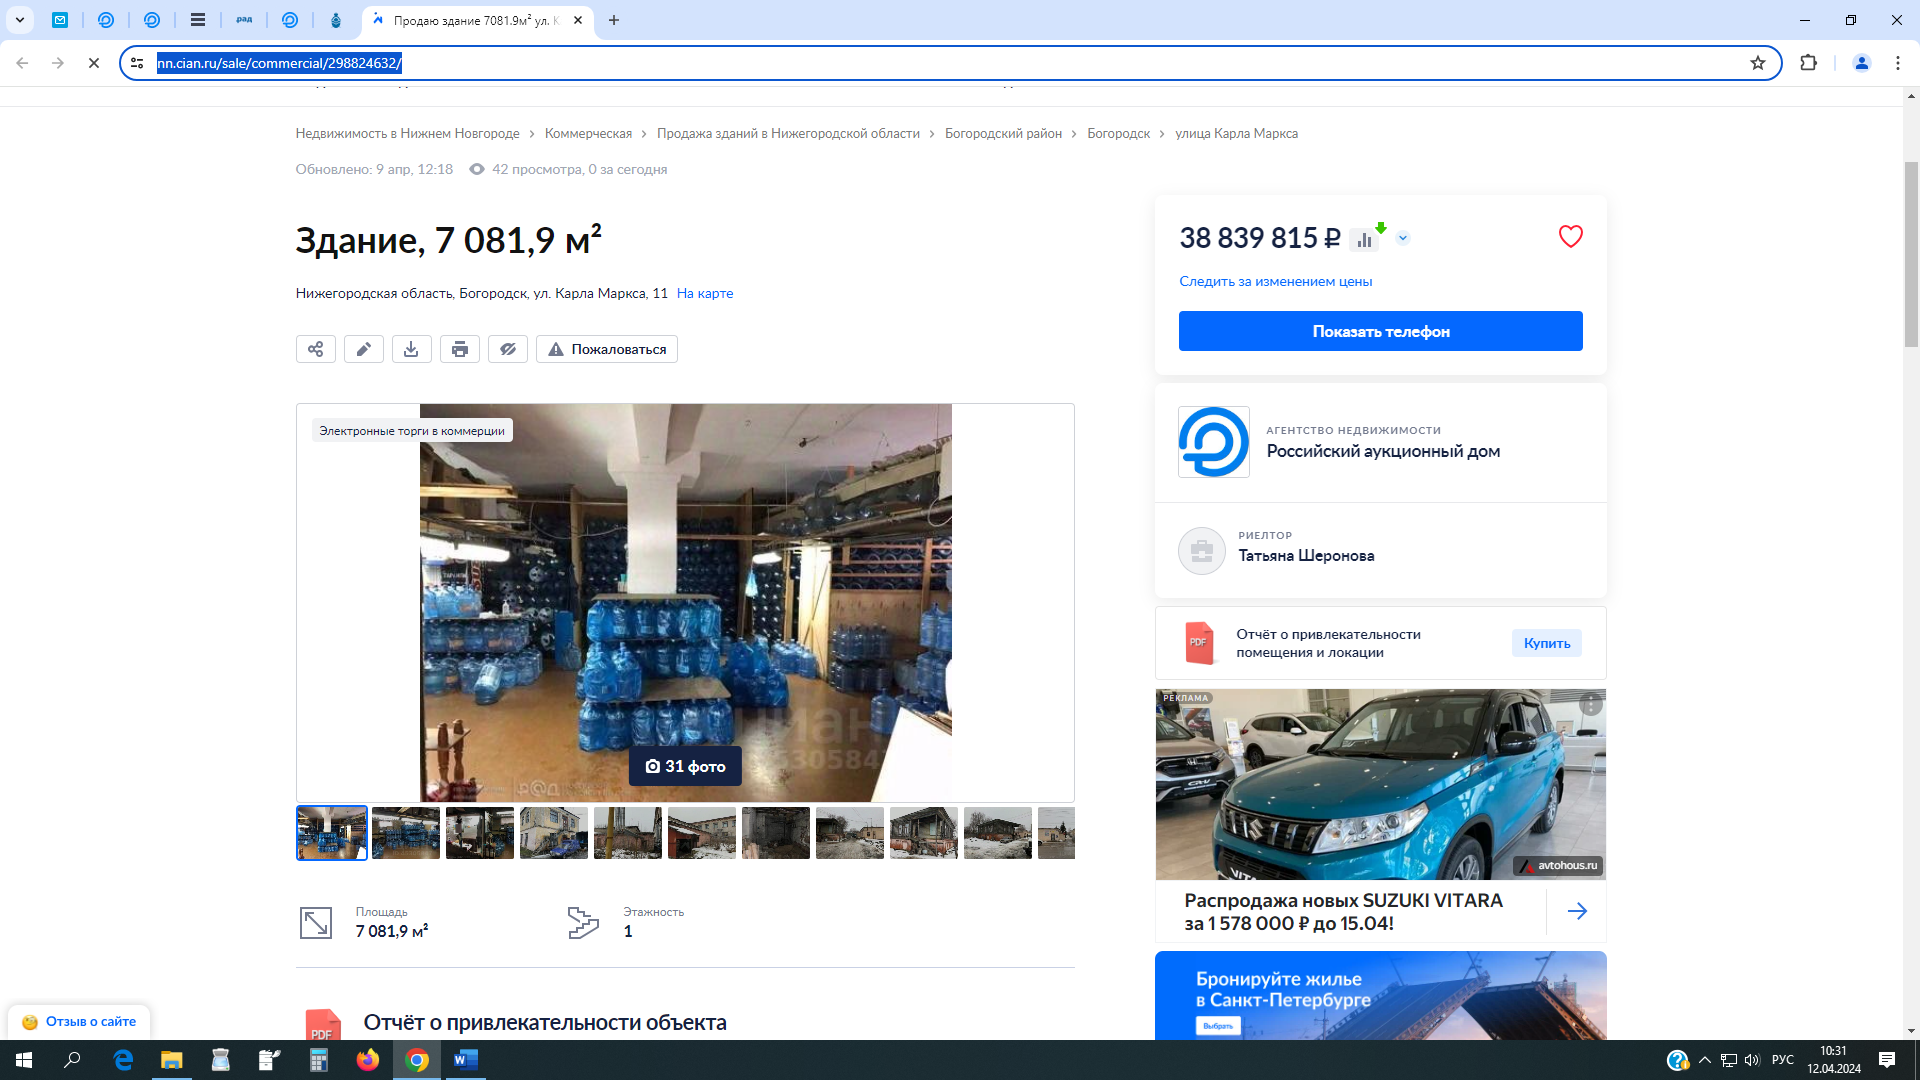 рад
Продаю здание 7081.9м² ул. К
nn.cian.ru/sale/commercial/298824632/
Недвижимость в Нижнем Новгороде
Коммерческая
Продажа зданий в Нижегородской области
Богородский район
Богородск
улица Карла Маркса
Обновлено: 9 апр, 12:18
42 просмотра, 0 за сегодня
Здание, 7 081,9 м²
Нижегородская область, Богородск, ул. Карла Маркса, 11 На карте
Пожаловаться
Электронные торги в коммерции
циан
31 фото
Площадь
7 081,9 м²
Этажность
1
PDF
Отчёт о привлекательности объекта
38 839 815 ₽
Следить за изменением цены
Показать телефон
АГЕНТСТВО НЕДВИЖИМОСТИ
Российский аукционный дом
РИЕЛТОР
Татьяна Шеронова
PDF
Отчёт о привлекательности
помещения и локации
Купить
РЕКЛАМА
avtohous.ru
Распродажа новых SUZUKI VITARA
за 1 578 000 ₽ до 15.04!
Бронируйте жилье
в Санкт-Петербурге
Выбрать
Отзыв о сайте
РУС
10:31
12.04.2024